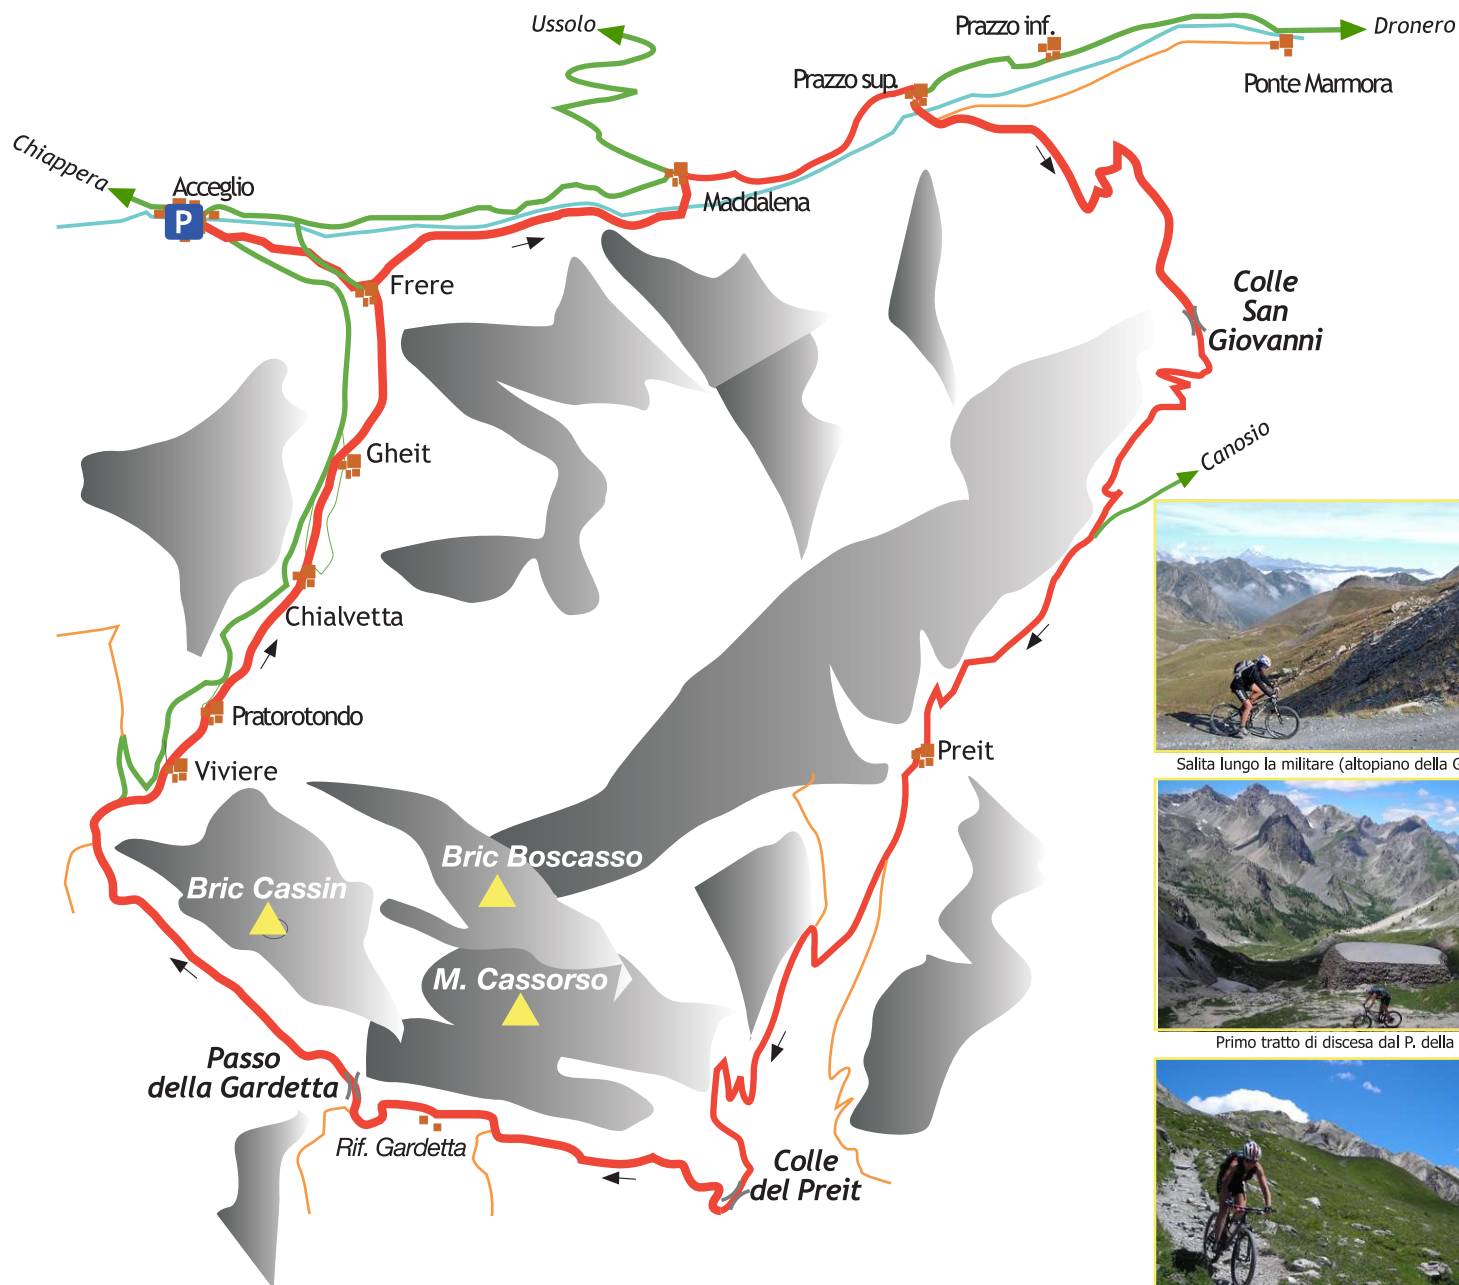 Ussolo
Prazzo inf.
Dronero
Prazzo sup.
Ponte Marmora
Chiappera
Acceglio
P
Maddalena
Frere
Colle
San
Giovanni
Gheit
Canosio
Chialvetta
Pratorotondo
Viviere
Preit
Salita lungo la militare (altopiano della G
Bric Boscasso
Bric Cassin
M. Cassorso
Primo tratto di discesa dal P. della
Passo
della Gardetta
Rif. Gardetta
Colle
del Preit